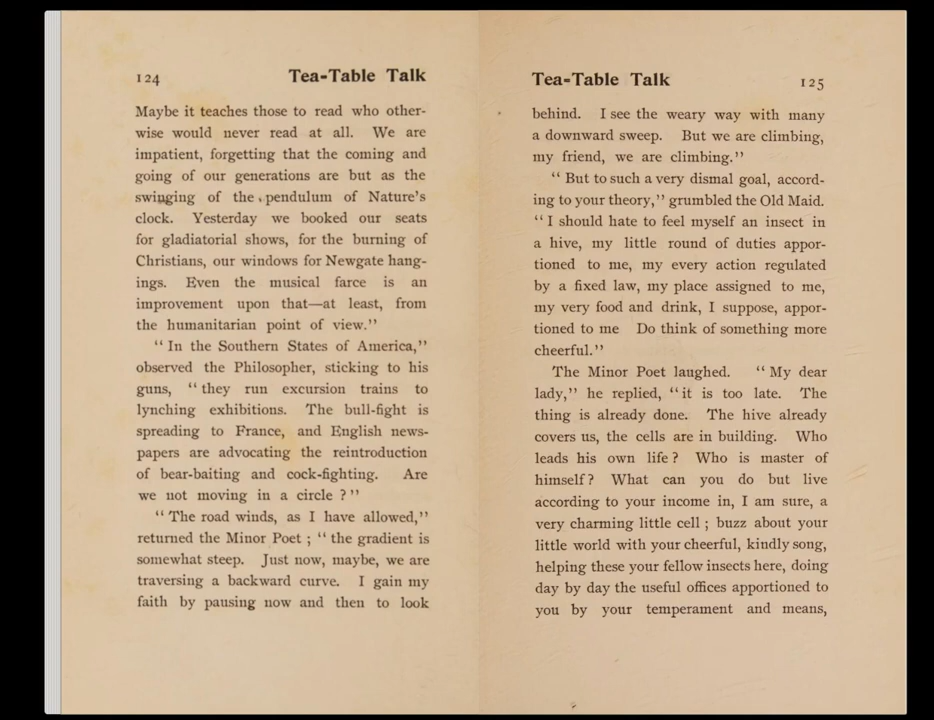 124 Tea-Table Talk
Maybe it teaches those to read who other-
wise would never read at all. We are
impatient, forgetting that the coming and
going of our generations are but as the
swinging of the pendulum of Nature's
clock. Yesterday we booked our seats
for gladiatorial shows, for the burning of
Christians, our windows for Newgate hang-
ings. Even the musical farce is an
improvement upon that—at least, from
the humanitarian point of view."
"In the Southern States of America,"
observed the Philosopher, sticking to his
guns, "they run excursion trains to
lynching exhibitions. The bull-fight is
spreading to France, and English news-
papers are advocating the reintroduction
of bear-baiting and cock-fighting. Are
we not moving in a circle?"
"The road winds, as I have allowed,"
returned the Minor Poet; "the gradient is
somewhat steep. Just now, maybe, we are
traversing a backward curve. I gain my
faith by pausing now and then to look
Tea-Table Talk 125
behind. I see the weary way with many
a downward sweep. But we are climbing,
my friend, we are climbing."
"But to such a very dismal goal, accord-
ing to your theory," grumbled the Old Maid.
"I should hate to feel myself an insect in
a hive, my little round of duties appor-
tioned to me, my every action regulated
by a fixed law, my place assigned to me,
my very food and drink, I suppose, appor-
tioned to me Do think of something more
cheerful."
The Minor Poet laughed. "My dear
lady," he replied, "it is too late. The
thing is already done. The hive already
covers us, the cells are in building. Who
leads his own life? Who is master of
himself? What can you do but live
according to your income in, I am sure, a
very charming little cell; buzz about your
little world with your cheerful, kindly song,
helping these your fellow insects here, doing
day by day the useful offices apportioned to
you by your temperament and means,